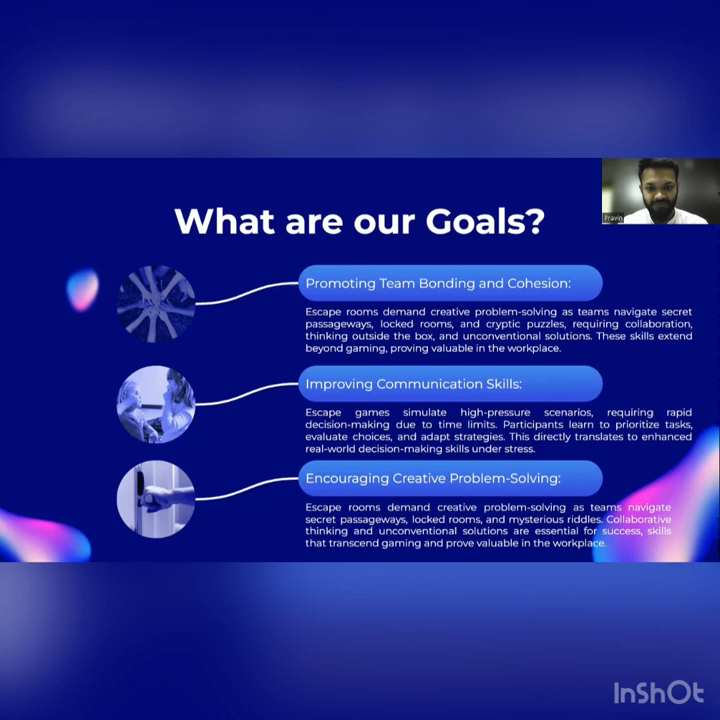 What are our Goals?
Pravin
Promoting Team Bonding and Cohesion:
Escape rooms demand creative problem-solving as teams navigate secret
passageways, locked rooms, and cryptic puzzles, requiring collaboration,
thinking outside the box, and unconventional solutions. These skills extend
beyond gaming, proving valuable in the workplace.
Improving Communication Skills:
Escape games simulate high-pressure scenarios, requiring rapid
decision-making due to time limits. Participants learn to prioritize tasks,
evaluate choices, and adapt strategies. This directly translates to enhanced
real-world decision-making skills under stress.
Encouraging Creative Problem-Solving:
Escape rooms demand creative problem-solving as teams navigate
secret passageways, locked rooms, and mysterious riddles. Collaborative
thinking and unconventional solutions are essential for success, skills
that transcend gaming and prove valuable in the workplace.
InShOt